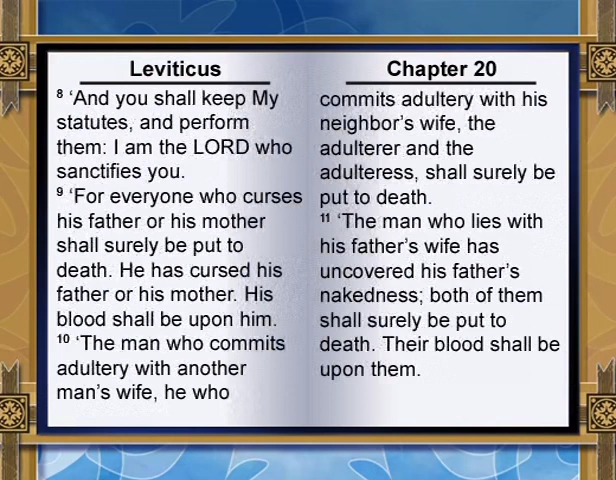 Leviticus
⁸ ‘And you shall keep My
statutes, and perform
them: I am the LORD who
sanctifies you.
⁹ ‘For everyone who curses
his father or his mother
shall surely be put to
death. He has cursed his
father or his mother. His
blood shall be upon him.
¹⁰ ‘The man who commits
adultery with another
man’s wife, he who
Chapter 20
commits adultery with his
neighbor’s wife, the
adulterer and the
adulteress, shall surely be
put to death.
¹¹ ‘The man who lies with
his father’s wife has
uncovered his father’s
nakedness; both of them
shall surely be put to
death. Their blood shall be
upon them.